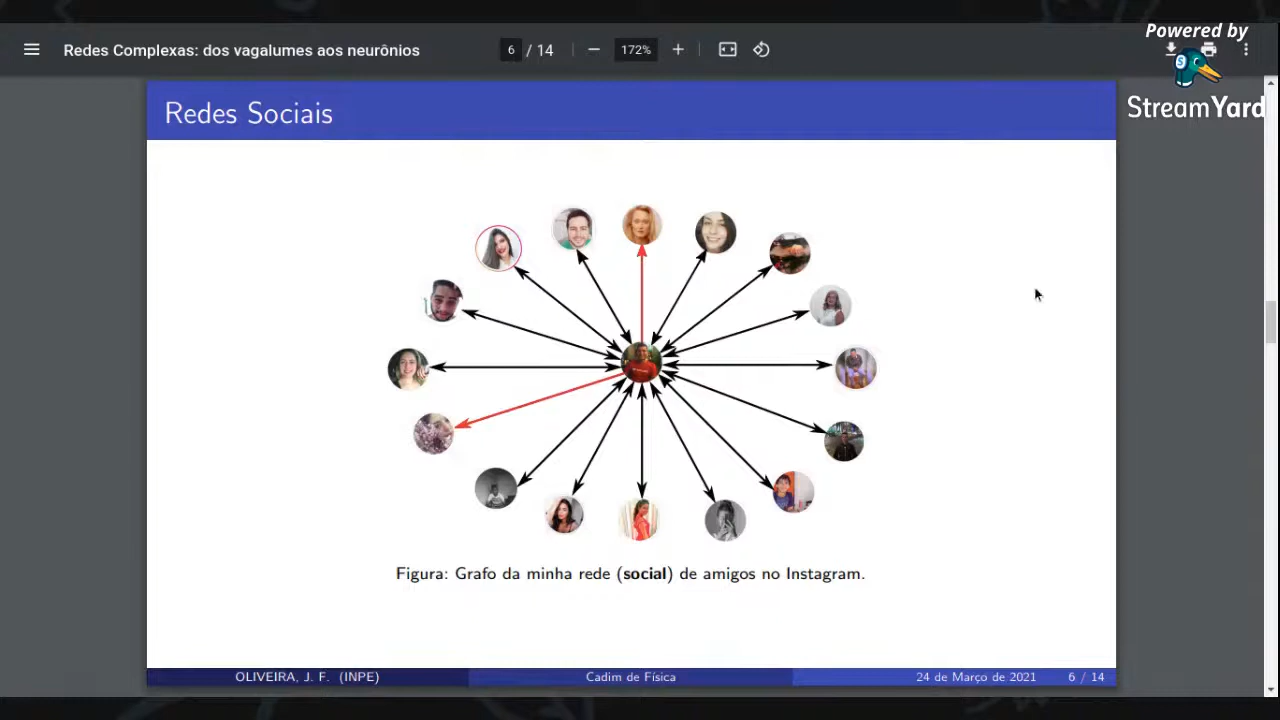 Powered by
Redes Complexas: dos vagalumes aos neurônios
6 / 14
172%
StreamYard
Redes Sociais
Figura: Grafo da minha rede (social) de amigos no Instagram.
OLIVEIRA, J. F. (INPE)
Cadim de Física
24 de Março de 2021
6 / 14